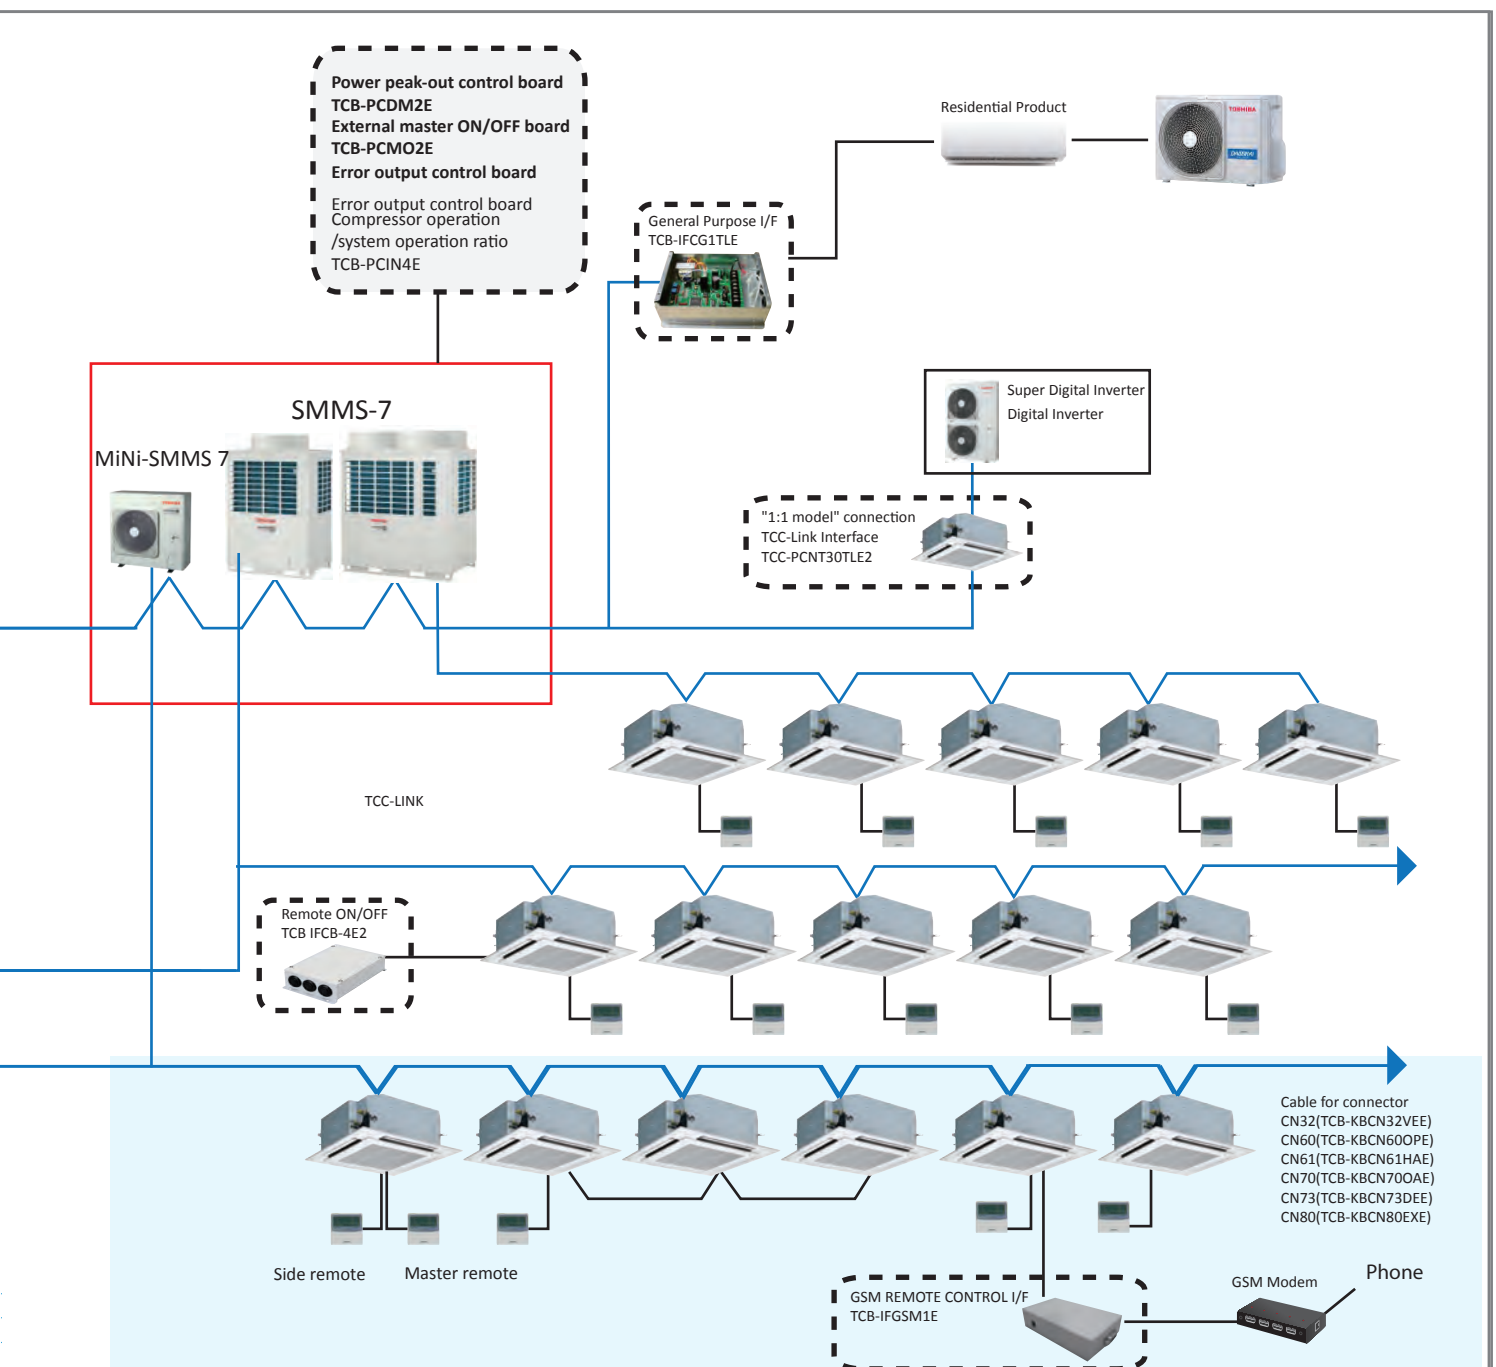 Power peak-out control board
TCB-PCDM2E
External master ON/OFF board
TCB-PCMO2E
Error output control board
Error output control board
Compressor operation
/system operation ratio
TCB-PCIN4E
Residential Product
TOSHIBA
General Purpose I/F
TCB-IFCG1TLE
SMMS-7
MiNi-SMMS 7
Super Digital Inverter
Digital Inverter
"1:1 model" connection
TCC-Link Interface
TCC-PCNT30TLE2
TCC-LINK
Remote ON/OFF
TCB IFCB-4E2
Cable for connector
CN32(TCB-KBCN32VEE)
CN60(TCB-KBCN60OPE)
CN61(TCB-KBCN61HAE)
CN70(TCB-KBCN70OAE)
CN73(TCB-KBCN73DEE)
CN80(TCB-KBCN80EXE)
Side remote
Master remote
GSM REMOTE CONTROL I/F
TCB-IFGSM1E
GSM Modem
Phone